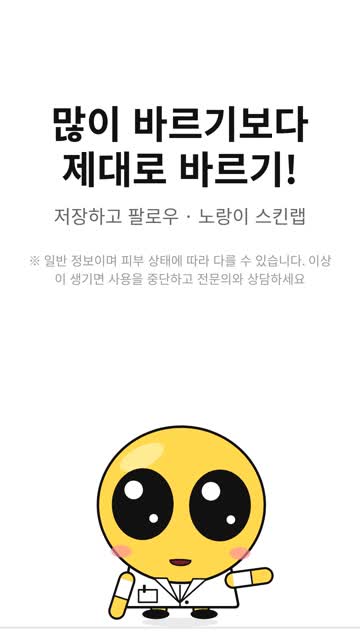 많이 바르기보다
제대로 바르기!
저장하고 팔로우 · 노랑이 스킨랩
※ 일반 정보이며 피부 상태에 따라 다를 수 있습니다. 이상
이 생기면 사용을 중단하고 전문의와 상담하세요